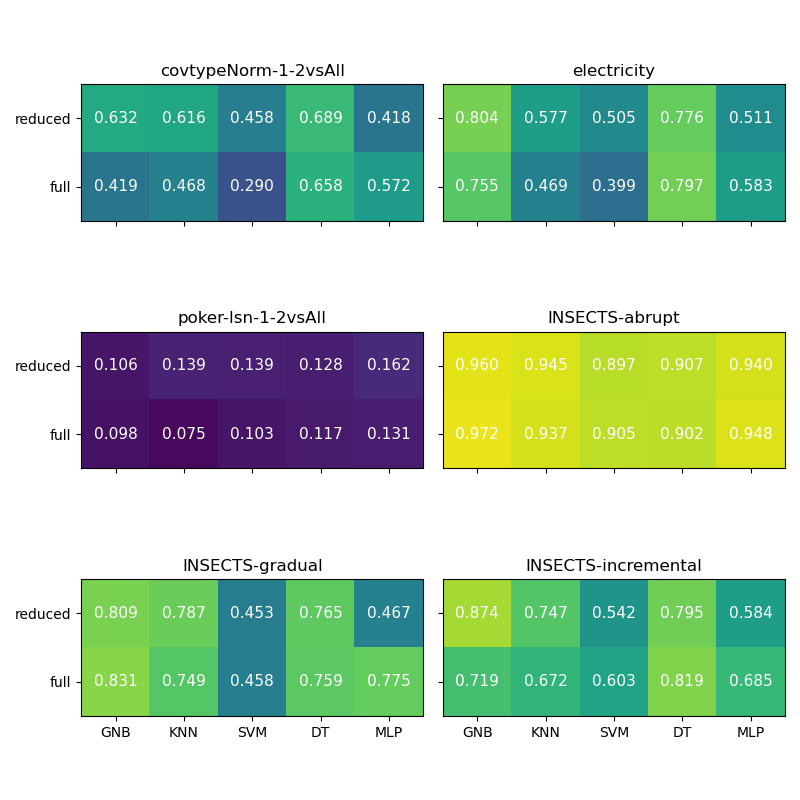 covtypeNorm-1-2vsAll
reduced 0.632 0.616 0.458 0.689 0.418
full 0.419 0.468 0.290 0.658 0.572
electricity
0.804 0.577 0.505 0.776 0.511
0.755 0.469 0.399 0.797 0.583
poker-lsn-1-2vsAll
reduced 0.106 0.139 0.139 0.128 0.162
full 0.098 0.075 0.103 0.117 0.131
INSECTS-abrupt
0.960 0.945 0.897 0.907 0.940
0.972 0.937 0.905 0.902 0.948
INSECTS-gradual
reduced 0.809 0.787 0.453 0.765 0.467
full 0.831 0.749 0.458 0.759 0.775
GNB KNN SVM DT MLP
INSECTS-incremental
0.874 0.747 0.542 0.795 0.584
0.719 0.672 0.603 0.819 0.685
GNB KNN SVM DT MLP